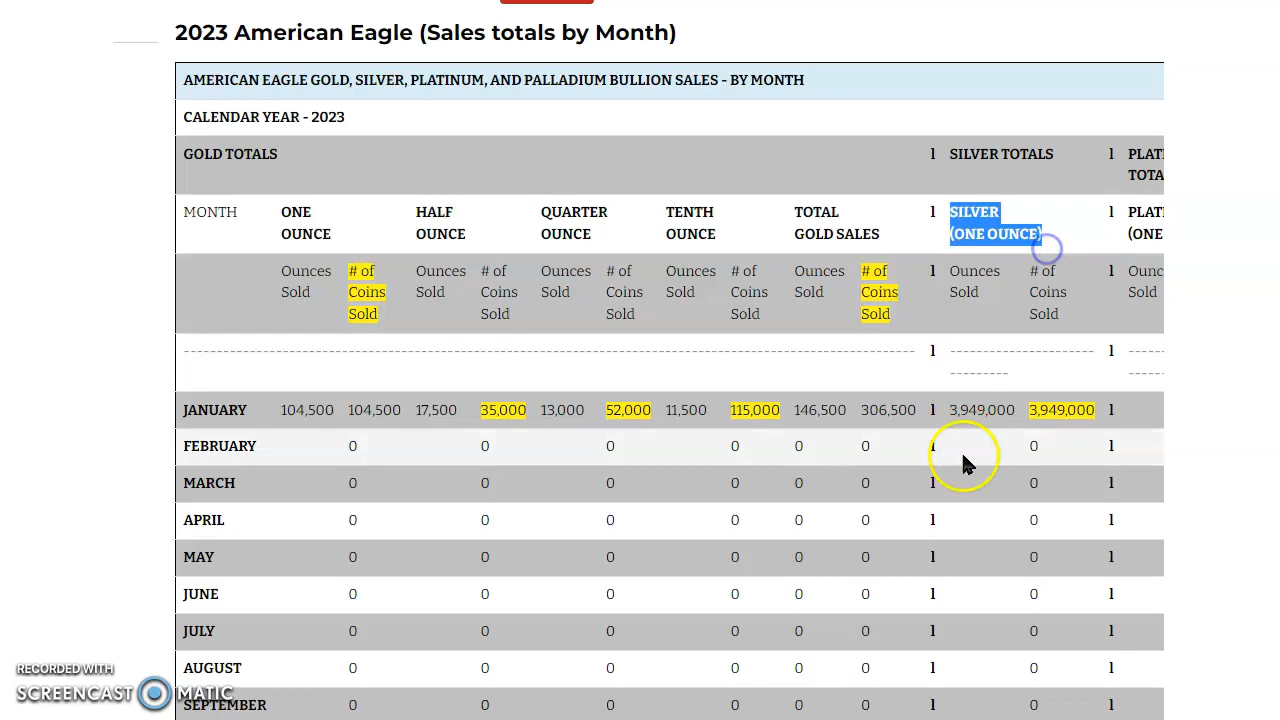 2023 American Eagle (Sales totals by Month)
AMERICAN EAGLE GOLD, SILVER, PLATINUM, AND PALLADIUM BULLION SALES - BY MONTH
CALENDAR YEAR - 2023
GOLD TOTALS l SILVER TOTALS l PLATI
TOTA
MONTH ONE HALF QUARTER TENTH TOTAL l SILVER l PLATI
OUNCE OUNCE OUNCE OUNCE GOLD SALES (ONE OUNCE) (ONE
Ounces # of Ounces # of Ounces # of Ounces # of Ounces # of l Ounces # of l Ounc
Sold Coins Sold Coins Sold Coins Sold Coins Sold Coins Sold Coins Sold
Sold Sold Sold Sold Sold Sold
---------------------------------------------------------------------------------------------------- l -------------------- l -----
-------- -----
JANUARY 104,500 104,500 17,500 35,000 13,000 52,000 11,500 115,000 146,500 306,500 l 3,949,000 3,949,000 l
FEBRUARY 0 0 0 0 0 0 l 0 l
MARCH 0 0 0 0 0 0 l 0 l
APRIL 0 0 0 0 0 0 l 0 l
MAY 0 0 0 0 0 0 l 0 l
JUNE 0 0 0 0 0 0 l 0 l
JULY 0 0 0 0 0 0 l 0 l
AUGUST 0 0 0 0 0 0 l 0 l
SEPTEMBER 0 0 0 0 0 0 l 0 l
RECORDED WITH
SCREENCAST MATIC